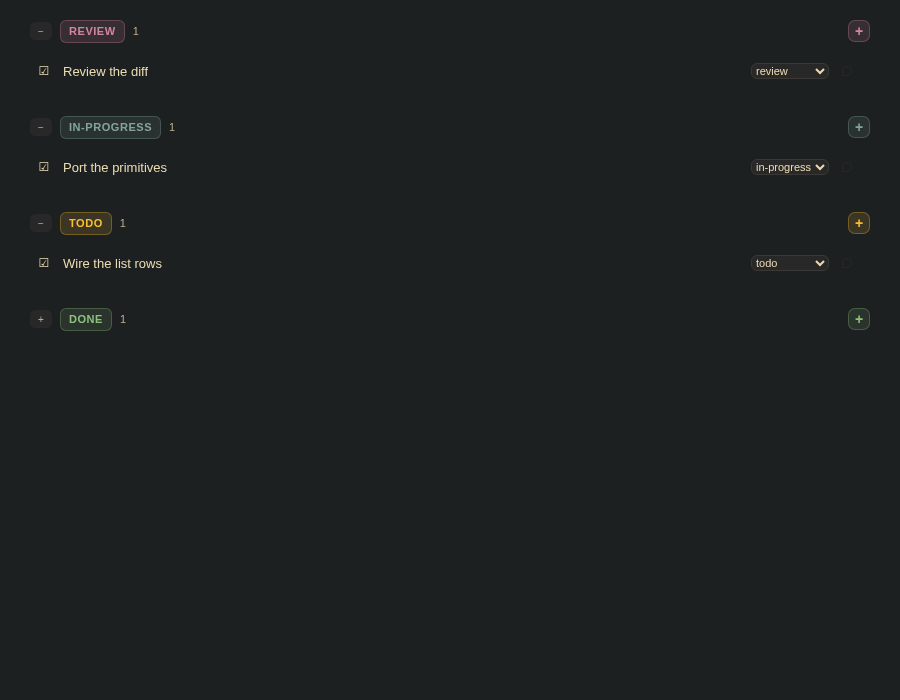 − REVIEW 1 +
☑ Review the diff review
− IN-PROGRESS 1 +
☑ Port the primitives in-progress
− TODO 1 +
☑ Wire the list rows todo
+ DONE 1 +